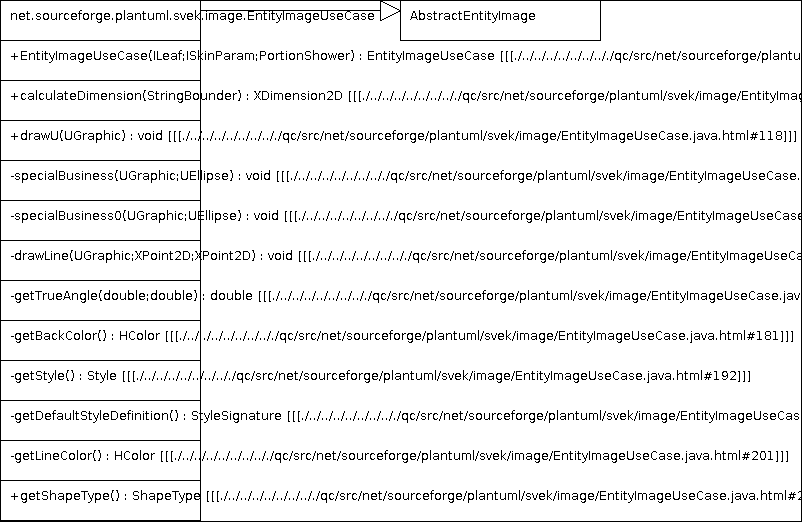 net.sourceforge.plantuml.svek.image.EntityImageUseCase
AbstractEntityImage
+EntityImageUseCase(ILeaf;ISkinParam;PortionShower) : EntityImageUseCase [[[./../../../../../../../qc/src/net/sourceforge/plantu
+calculateDimension(StringBounder) : XDimension2D [[[./../../../../../../../qc/src/net/sourceforge/plantuml/svek/image/EntityImag
+drawU(UGraphic) : void [[[./../../../../../../../qc/src/net/sourceforge/plantuml/svek/image/EntityImageUseCase.java.html#118]]]
-specialBusiness(UGraphic;UEllipse) : void [[[./../../../../../../../qc/src/net/sourceforge/plantuml/svek/image/EntityImageUseCase.
-specialBusiness0(UGraphic;UEllipse) : void [[[./../../../../../../../qc/src/net/sourceforge/plantuml/svek/image/EntityImageUseCase
-drawLine(UGraphic;XPoint2D;XPoint2D) : void [[[./../../../../../../../qc/src/net/sourceforge/plantuml/svek/image/EntityImageUseCa
-getTrueAngle(double;double) : double [[[./../../../../../../../qc/src/net/sourceforge/plantuml/svek/image/EntityImageUseCase.jav
-getBackColor() : HColor [[[./../../../../../../../qc/src/net/sourceforge/plantuml/svek/image/EntityImageUseCase.java.html#181]]]
-getStyle() : Style [[[./../../../../../../../qc/src/net/sourceforge/plantuml/svek/image/EntityImageUseCase.java.html#192]]]
-getDefaultStyleDefinition() : StyleSignature [[[./../../../../../../../qc/src/net/sourceforge/plantuml/svek/image/EntityImageUseCas
-getLineColor() : HColor [[[./../../../../../../../qc/src/net/sourceforge/plantuml/svek/image/EntityImageUseCase.java.html#201]]]
+getShapeType() : ShapeType [[[./../../../../../../../qc/src/net/sourceforge/plantuml/svek/image/EntityImageUseCase.java.html#2